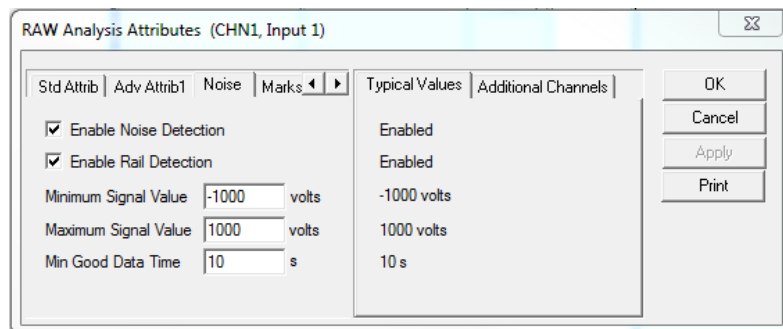 RAW Analysis Attributes (CHN1, Input 1)
Std Attrib Adv Attrib1 Noise Marks Typical Values Additional Channels OK
Enable Noise Detection Enabled Cancel
Enable Rail Detection Enabled Apply
Minimum Signal Value -1000 volts -1000 volts Print
Maximum Signal Value 1000 volts 1000 volts
Min Good Data Time 10 s 10 s